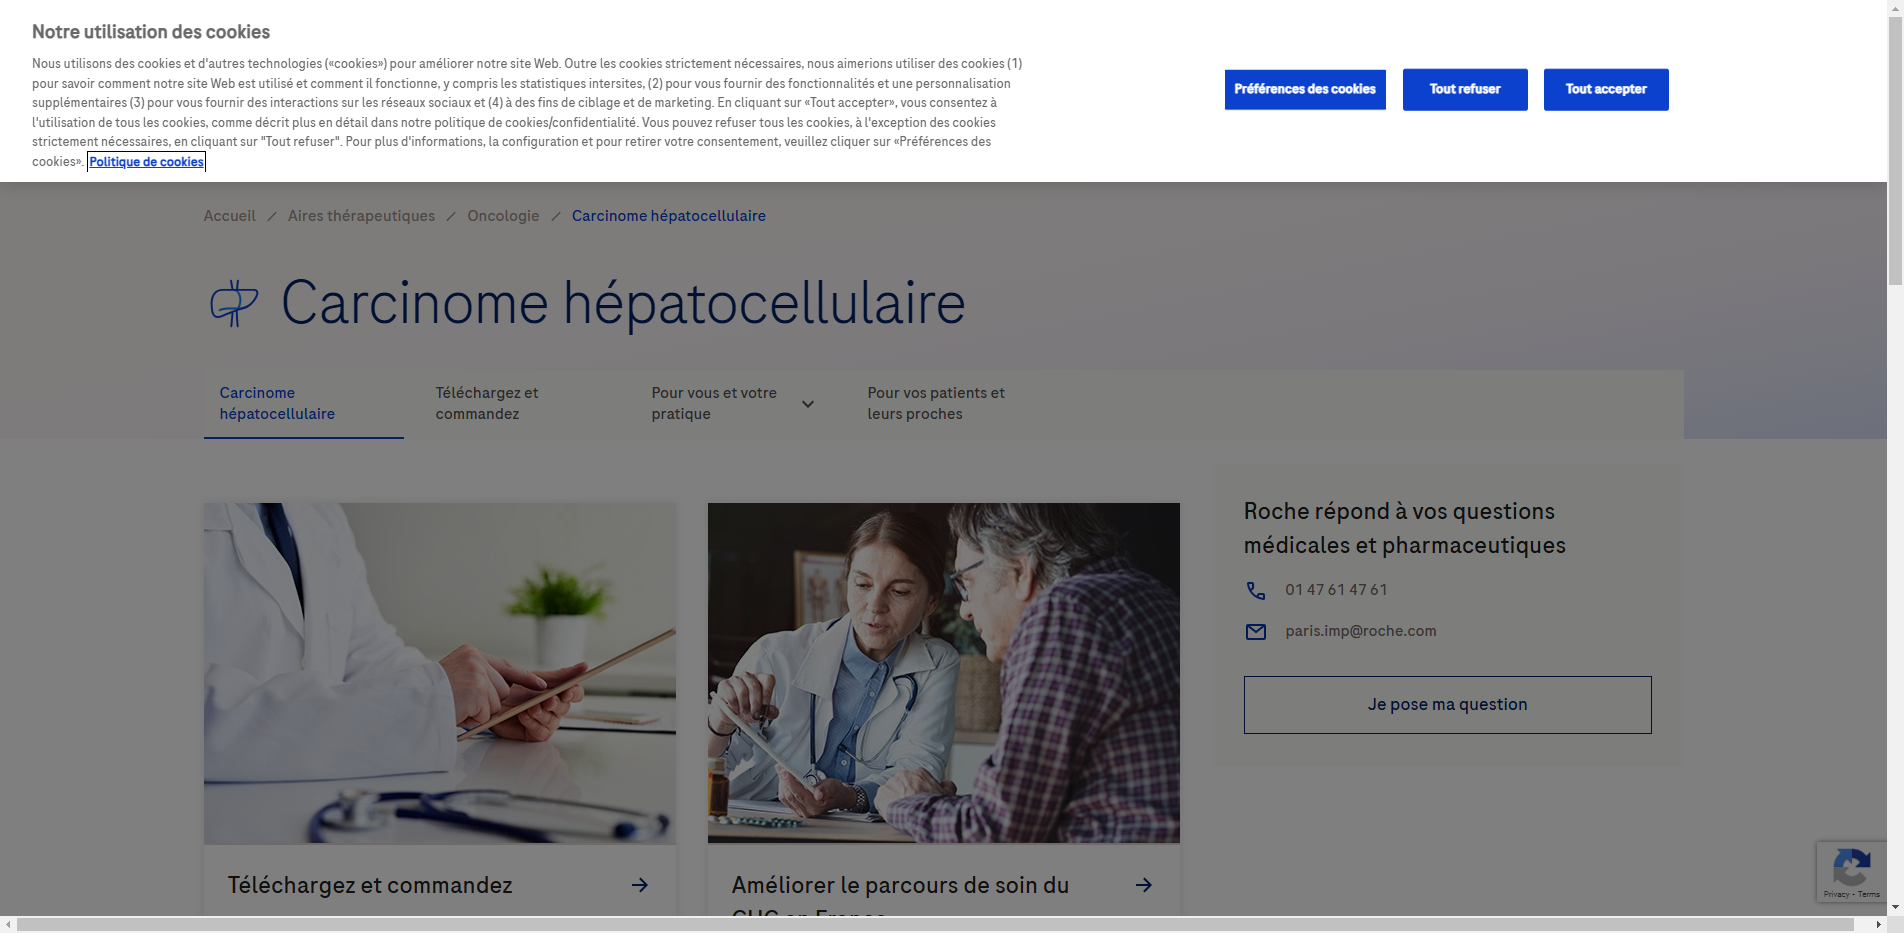 Notre utilisation des cookies
Nous utilisons des cookies et d'autres technologies («cookies») pour améliorer notre site Web. Outre les cookies strictement nécessaires, nous aimerions utiliser des cookies (1)
pour savoir comment notre site Web est utilisé et comment il fonctionne, y compris les statistiques intersites, (2) pour vous fournir des fonctionnalités et une personnalisation
supplémentaires (3) pour vous fournir des interactions sur les réseaux sociaux et (4) à des fins de ciblage et de marketing. En cliquant sur «Tout accepter», vous consentez à
l'utilisation de tous les cookies, comme décrit plus en détail dans notre politique de cookies/confidentialité. Vous pouvez refuser tous les cookies, à l'exception des cookies
strictement nécessaires, en cliquant sur "Tout refuser". Pour plus d'informations, la configuration et pour retirer votre consentement, veuillez cliquer sur «Préférences des
cookies». Politique de cookies
Préférences des cookies
Tout refuser
Tout accepter
Accueil / Aires thérapeutiques / Oncologie / Carcinome hépatocellulaire
Carcinome hépatocellulaire
Carcinome
hépatocellulaire
Téléchargez et
commandez
Pour vous et votre
pratique
Pour vos patients et
leurs proches
Roche répond à vos questions
médicales et pharmaceutiques
01 47 61 47 61
paris.imp@roche.com
Je pose ma question
Téléchargez et commandez
Améliorer le parcours de soin du
CHC en France
Privacy - Terms